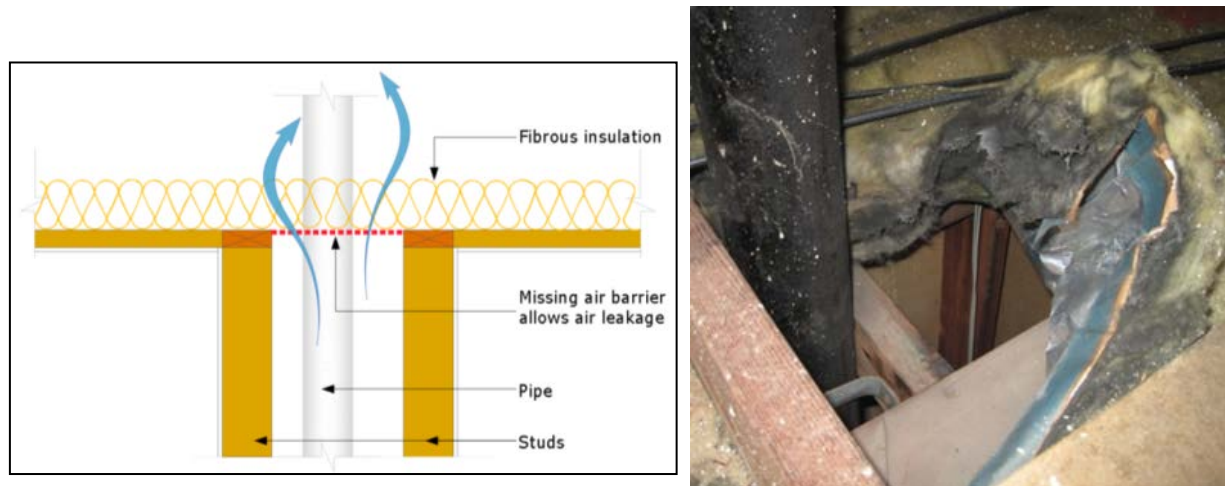 Fibrous insulation
Missing air barrier
allows air leakage
Pipe
Studs